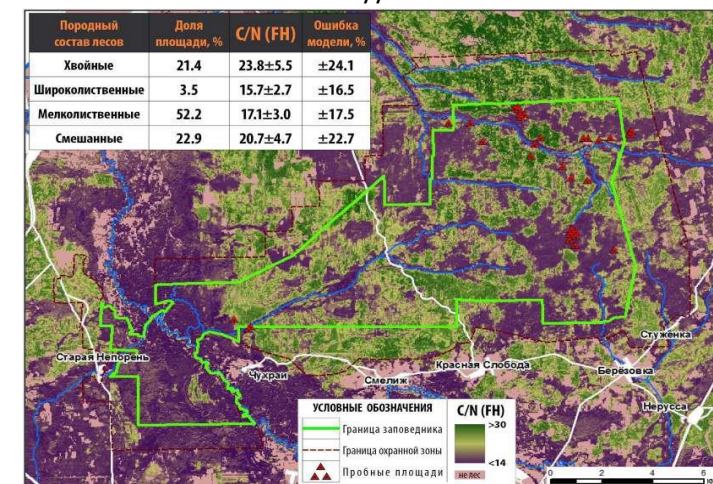 Породный состав лесов
Доля площади, %
C/N (FH)
Ошибка модели, %
Хвойные 21.4 23.8±5.5 ±24.1
Широколиственные 3.5 15.7±2.7 ±16.5
Мелколиственные 52.2 17.1±3.0 ±17.5
Смешанные 22.9 20.7±4.7 ±22.7
Стужёнка
Старая Непорень
Чухраи
Смелиж
Красная Слобода
Берёзовка
Нерусса
УСЛОВНЫЕ ОБОЗНАЧЕНИЯ
Граница заповедника
Граница охранной зоны
Пробные площади
C/N (FH)
>30
<14
не лес
0 2 4 6